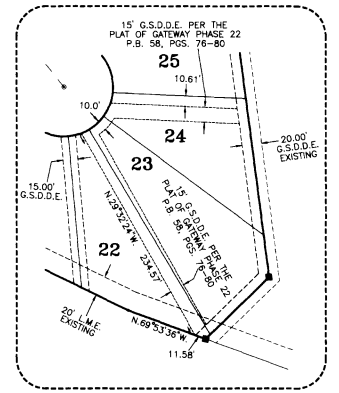 15' G.S.D.D.E. PER THE
PLAT OF GATEWAY PHASE 22
P.B. 58, PGS. 76-80
25
10.61'
10.0'
24
20.00'
G.S.D.D.E.
EXISTING
23
15.00'
G.S.D.D.E.
15' G.S.D.D.E. PER THE
PLAT OF GATEWAY PHASE 22
P.B. 58, PGS. 76-80
N.29°32'24"W. 234.57'
22
20' L.M.E.
EXISTING
N.69°53'36"W.
11.58'